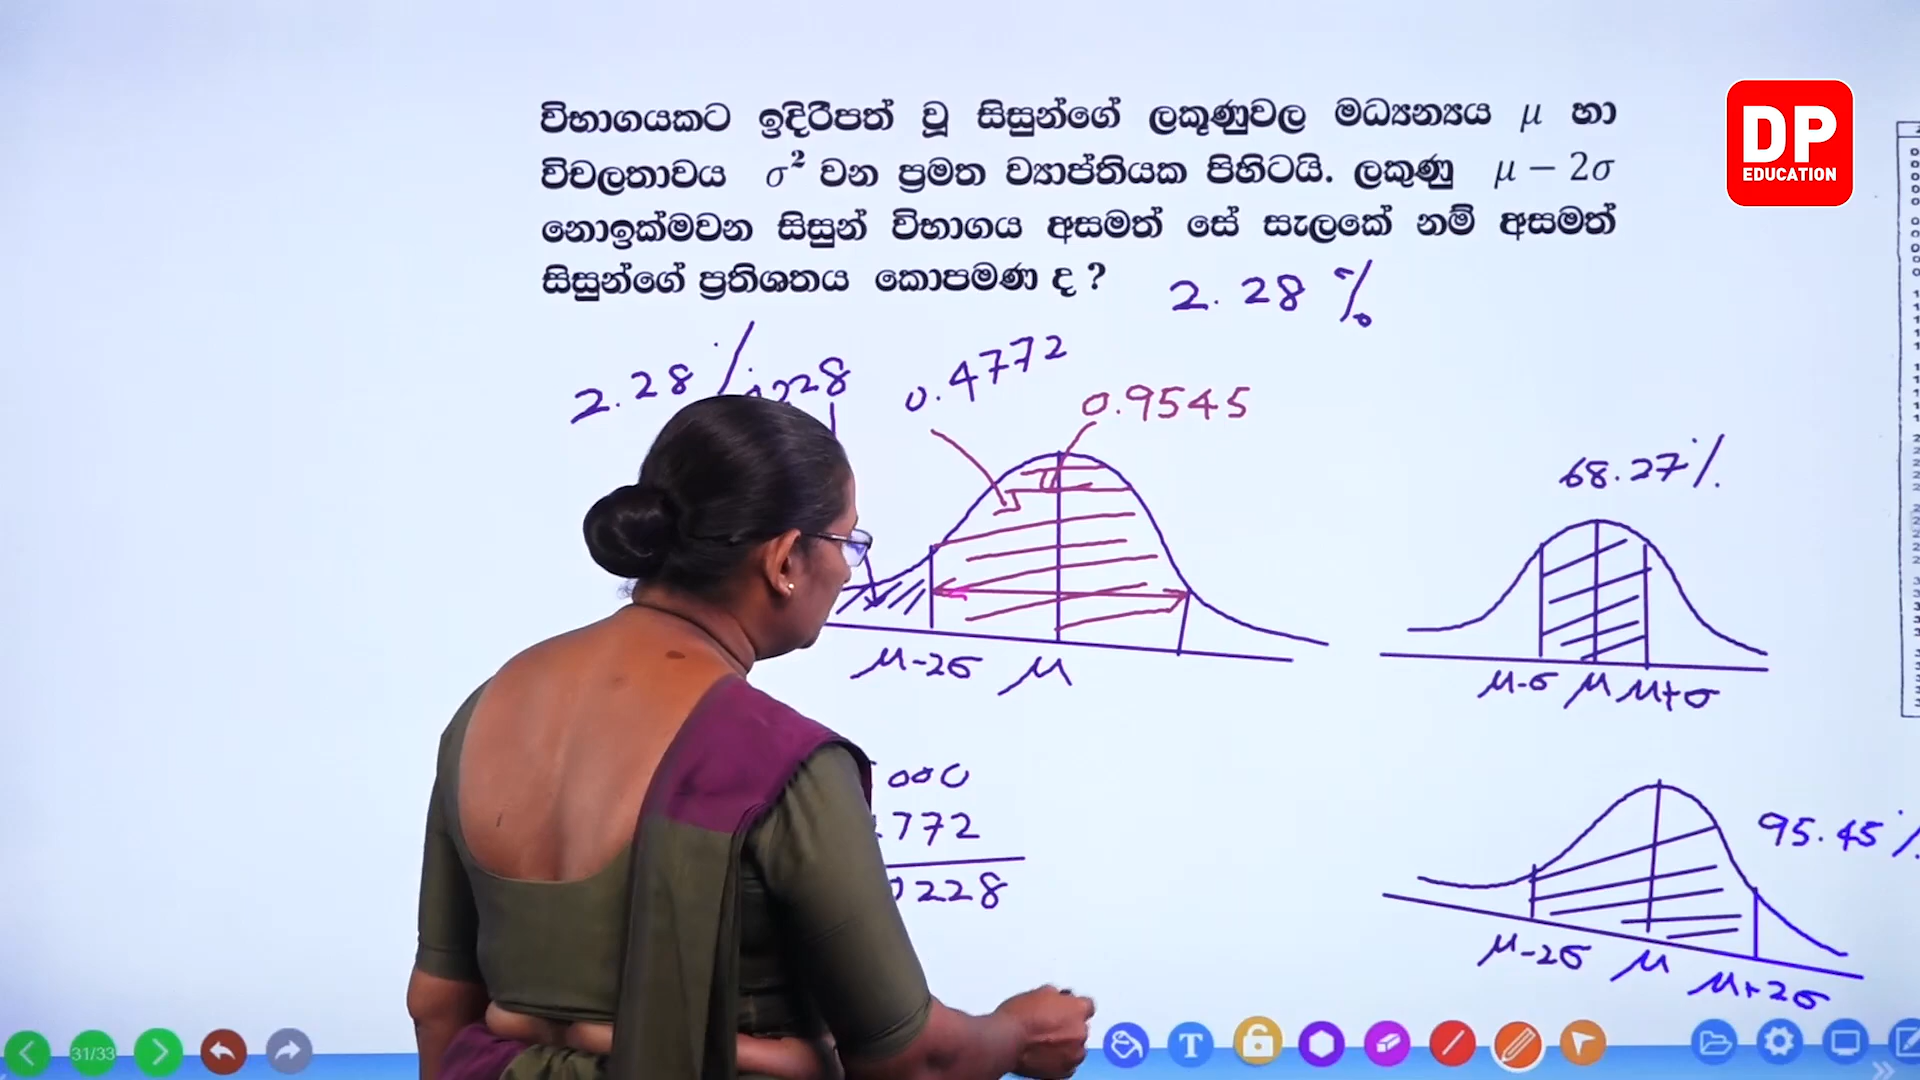 විභාගයකට ඉදිරිපත් වූ සිසුන්ගේ ලකුණුවල මධ්‍යන්‍යය μ හා
විචලතාවය σ² වන ප්‍රමත ව්‍යාප්තියක පිහිටයි. ලකුණු μ − 2σ
නොඉක්මවන සිසුන් විභාගය අසමත් සේ සැලකේ නම් අසමත්
සිසුන්ගේ ප්‍රතිශතය කොපමණ ද ?
2.28 %
DP
EDUCATION
2.28 %
228
0.4772
0.9545
μ-2σ μ
000
772
0228
68.27%
μ-σ μ μ+σ
95.45%
μ-2σ μ μ+2σ
31/33
T